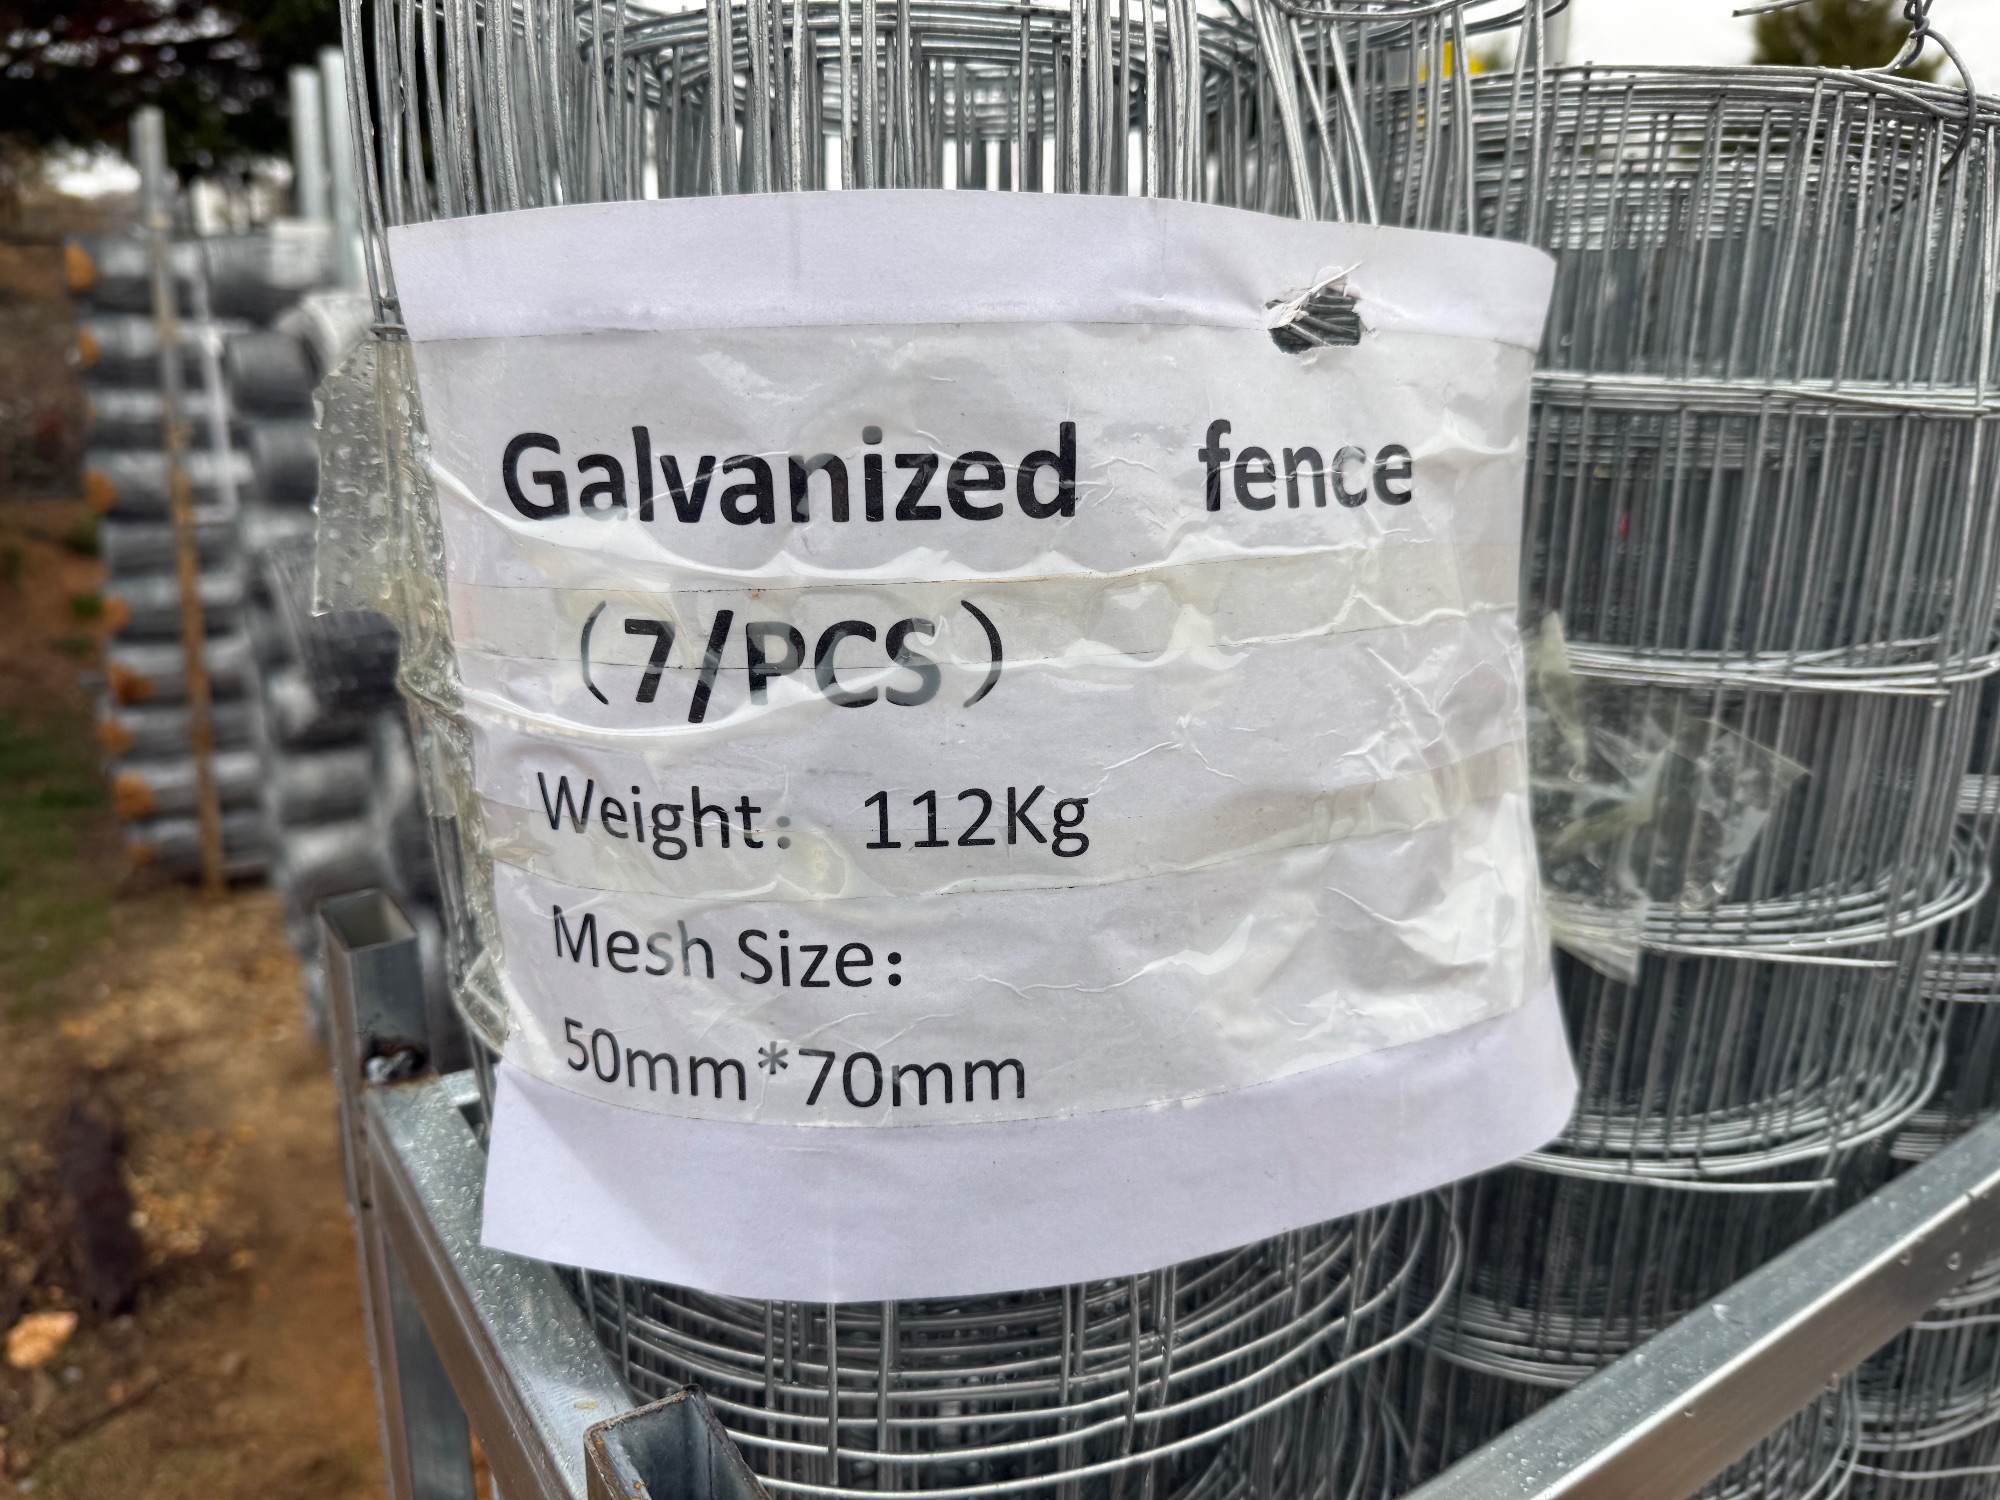 Galvanized fence
（7/PCS）
Weight： 112Kg
Mesh Size：
50mm*70mm